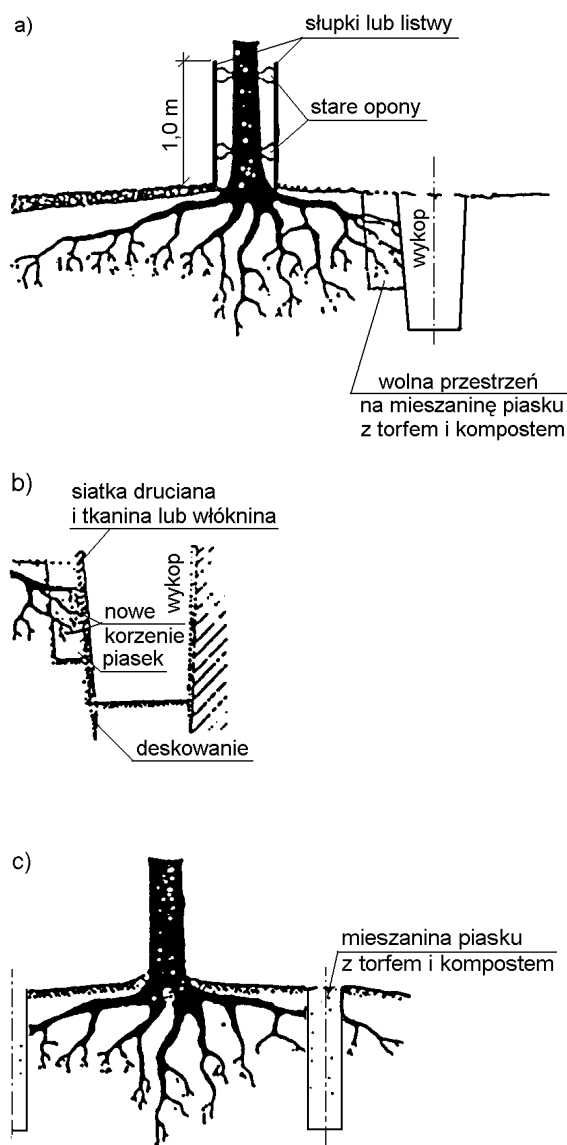 a)
słupki lub listwy
stare opony
1,0 m
wykop
wolna przestrzeń
na mieszaninę piasku
z torfem i kompostem
b)
siatka druciana
i tkanina lub włóknina
wykop
nowe
korzenie
piasek
deskowanie
c)
mieszanina piasku
z torfem i kompostem